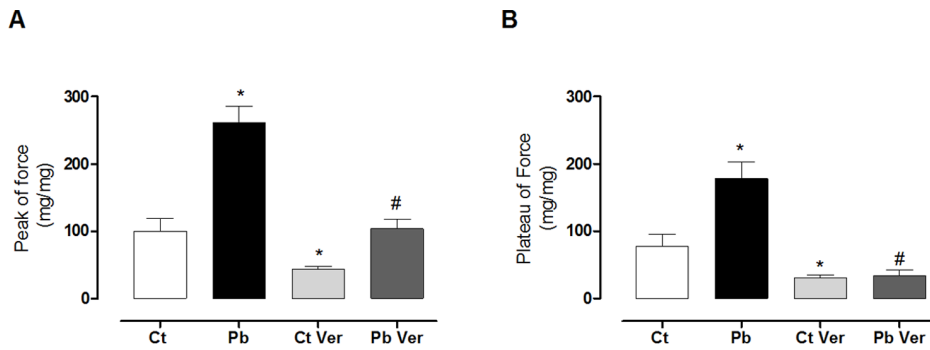 A
Peak of force
(mg/mg)
300
200
100
0
*
*
#
Ct
Pb
Ct Ver
Pb Ver
B
Plateau of Force
(mg/mg)
300
200
100
0
*
*
#
Ct
Pb
Ct Ver
Pb Ver